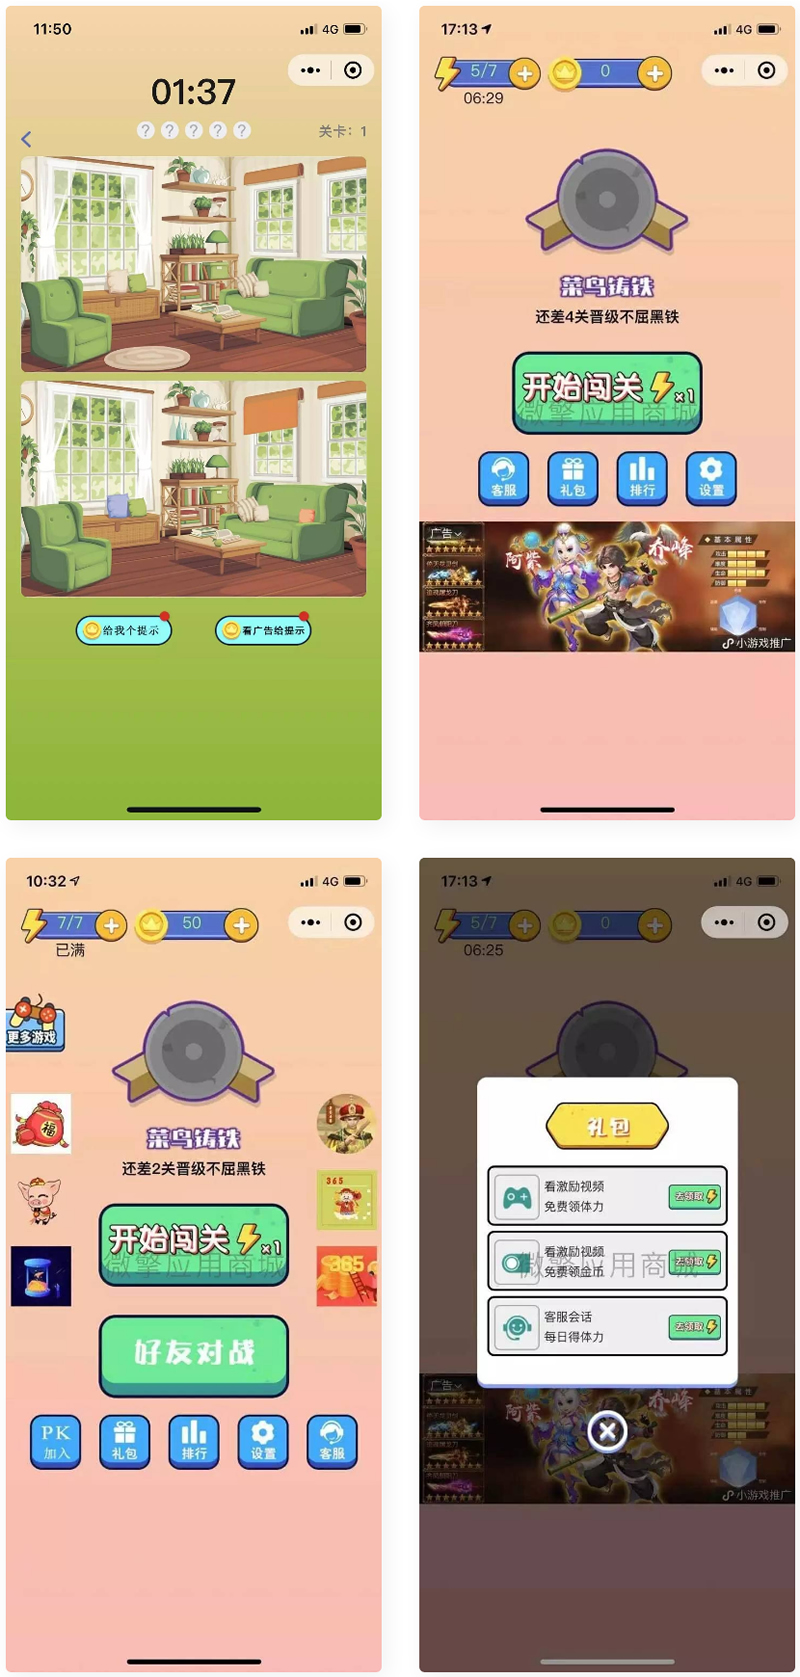 11:50
4G
01:37
? ? ? ? ?
关卡：1
给我个提示
看广告给提示
17:13
4G
5/7
0
06:29
菜鸟铸铁
还差4关晋级不屈黑铁
开始闯关
×1
微擎应用商城
客服
礼包
排行
设置
广告
阿紫
乔峰
基本属性
小游戏推广
10:32
4G
7/7
50
已满
更多游戏
福
菜鸟铸铁
还差2关晋级不屈黑铁
365
开始闯关
×1
微擎应用商城
365
好友对战
PK
加入
礼包
排行
设置
客服
17:13
4G
5/7
0
06:25
礼包
看激励视频
免费领体力
去领取
看激励视频
免费领金币
去领取
微擎应用商城
客服会话
每日得体力
去领取
广告
阿紫
乔峰
基本属性
小游戏推广